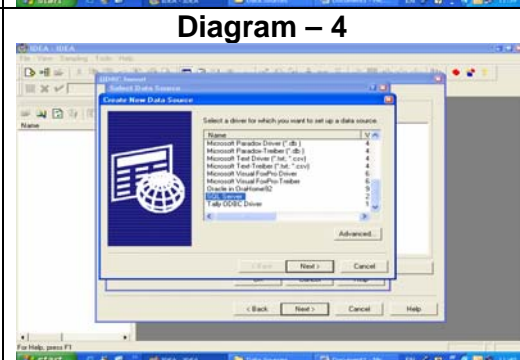 Diagram – 4
IDEA - IDEA
File View Sampling Tools Help
ODBC Import
Select Data Source
Create New Data Source
Name
Select a driver for which you want to set up a data source.
Name
Microsoft Paradox Driver (*.db )
Microsoft Paradox-Treiber (*.db )
Microsoft Text Driver (*.txt; *.csv)
Microsoft Text-Treiber (*.txt; *.csv)
Microsoft Visual FoxPro Driver
Microsoft Visual FoxPro-Treiber
Oracle in OraHome92
SQL Server
Tally ODBC Driver
Advanced...
< Back Next > Cancel
< Back Next > Cancel Help
For Help, press F1